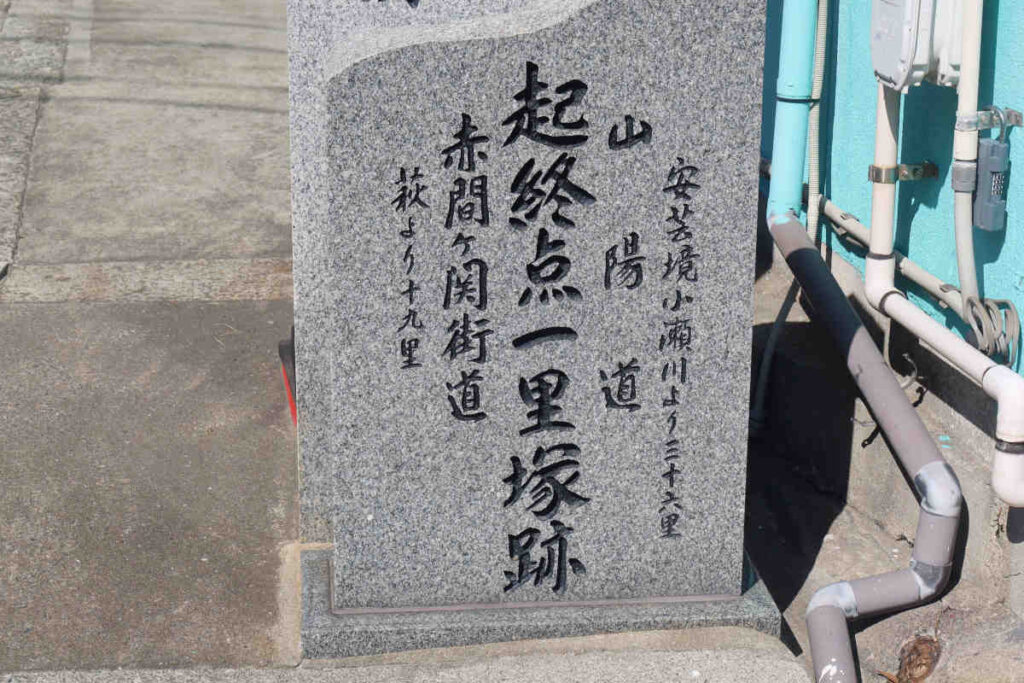 安芸境小瀬川より三十六里
山陽道
起終点一里塚跡
赤間ヶ関街道
萩より十九里